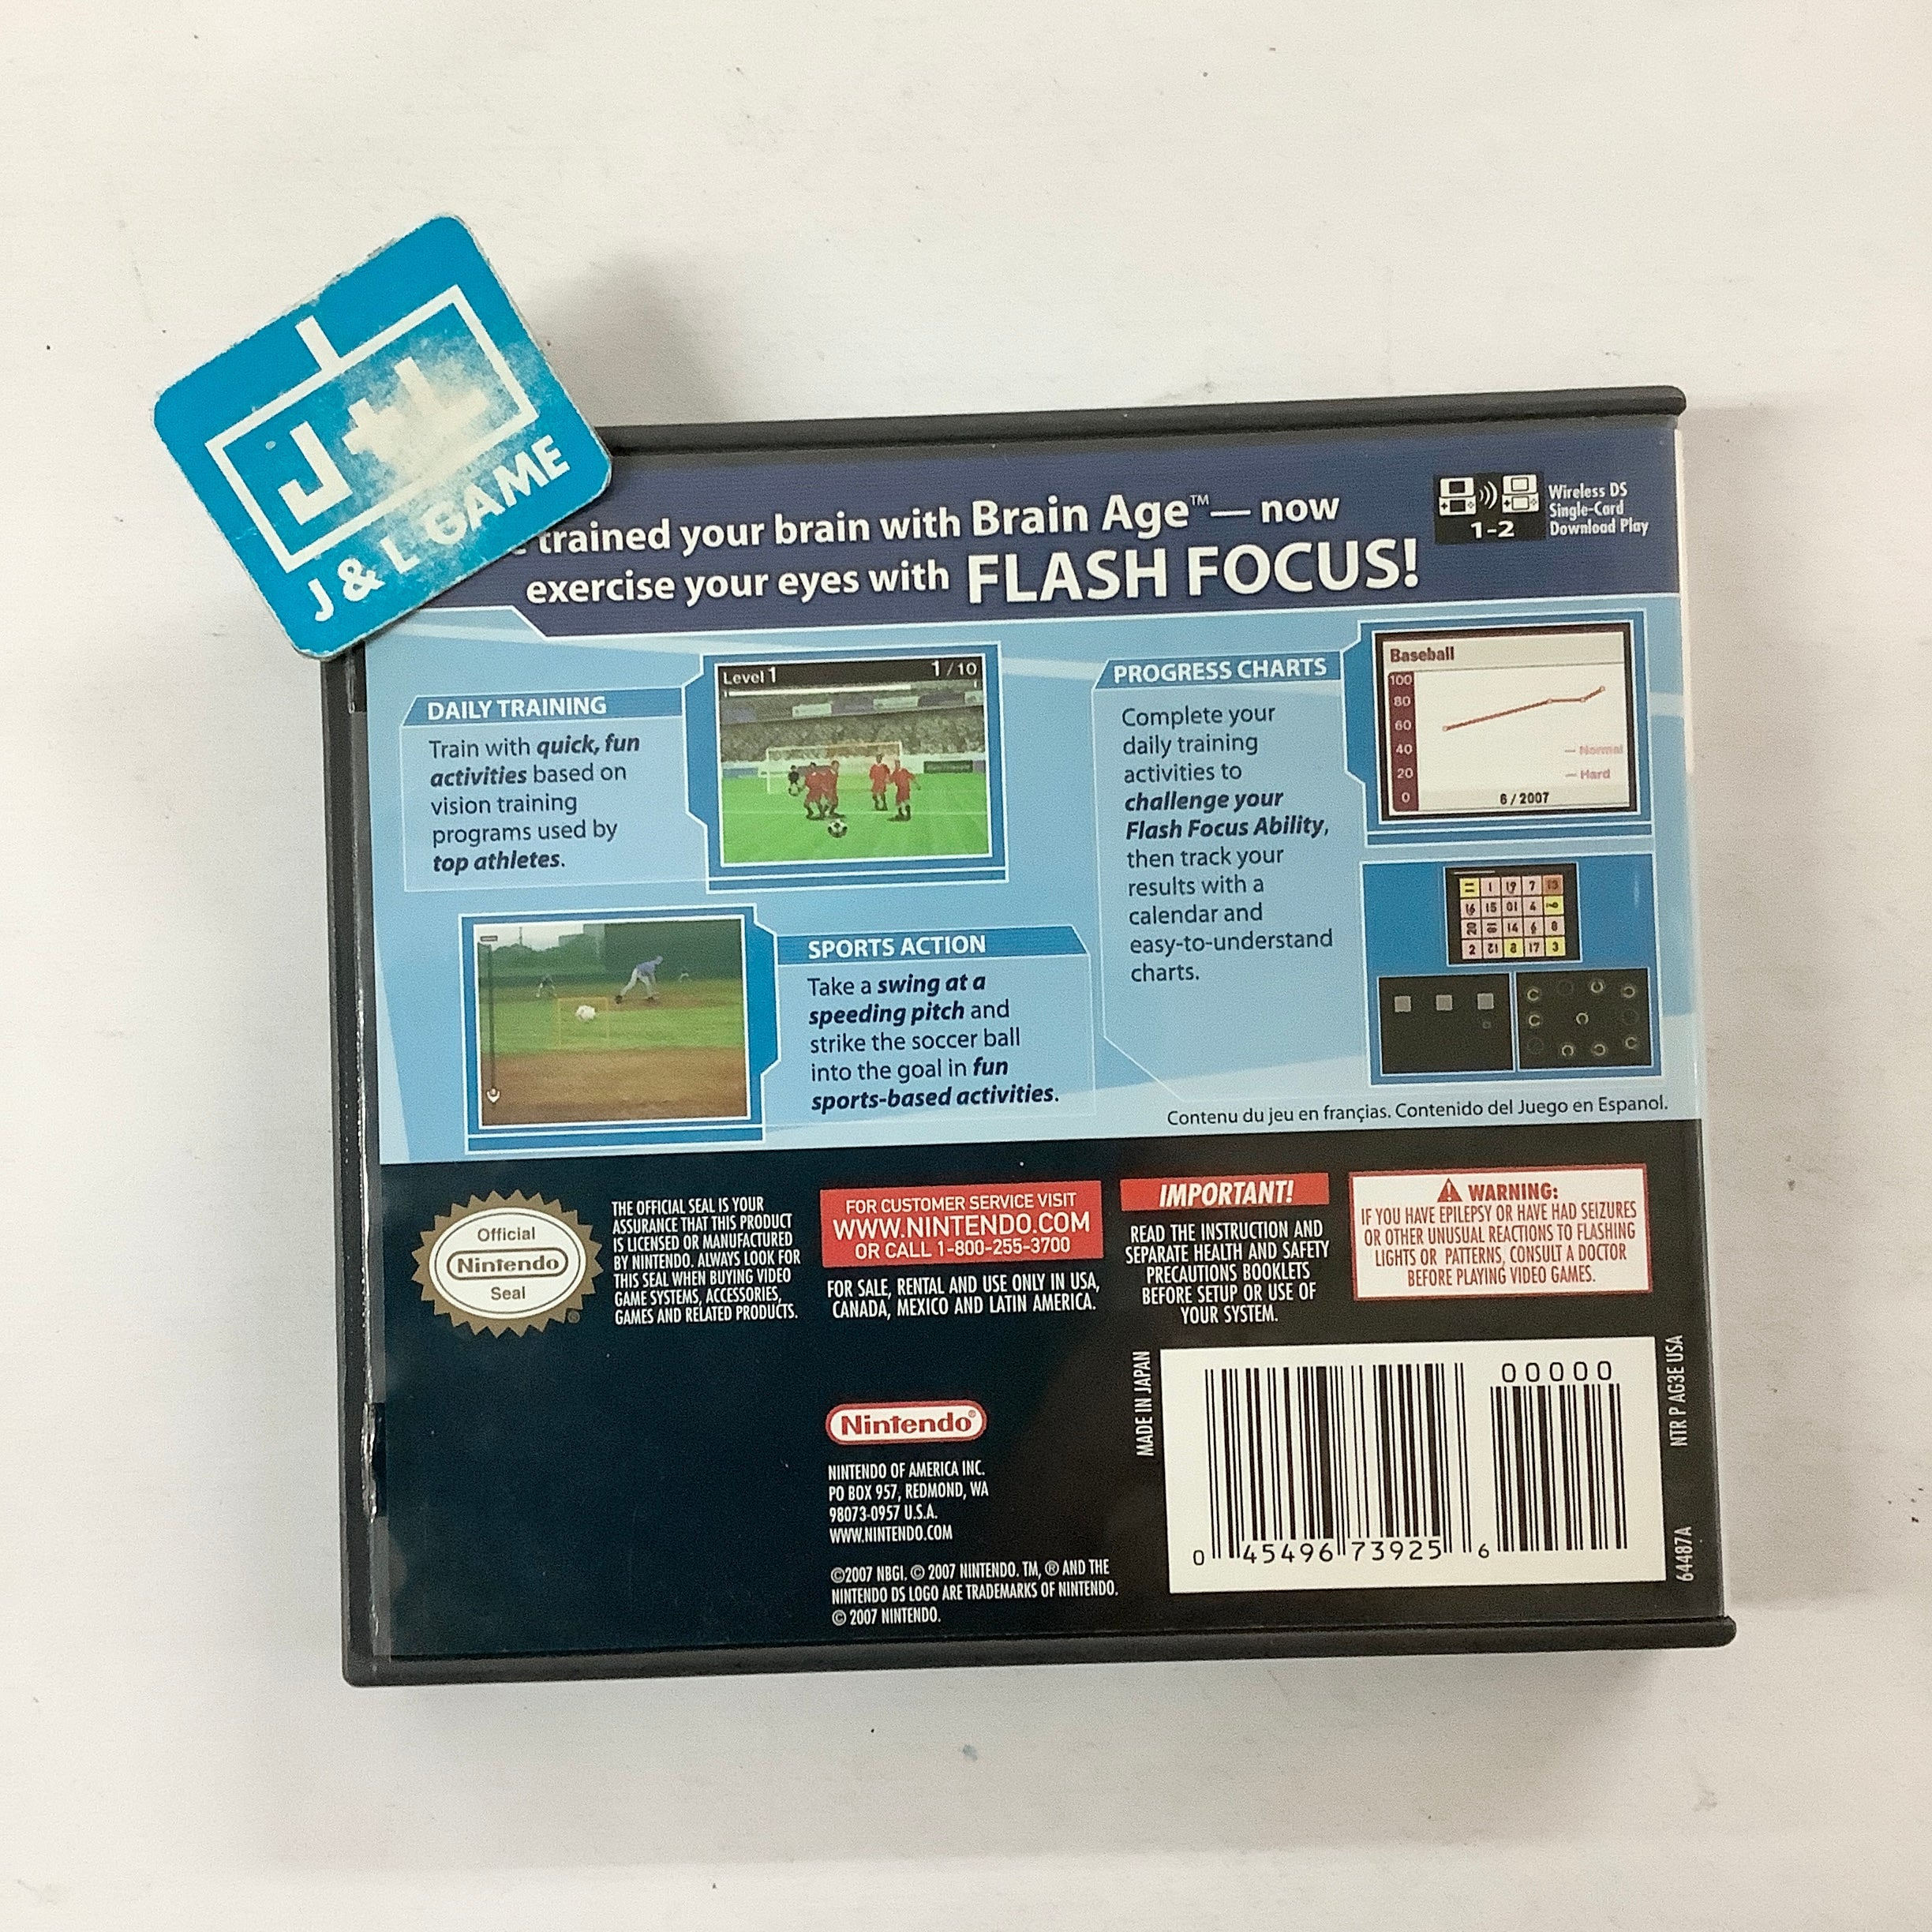 J+L
J & L GAME
trained your brain with Brain Age™— now
exercise your eyes with FLASH FOCUS!
1-2
Wireless DS
Single-Card
Download Play
DAILY TRAINING
Train with quick, fun
activities based on
vision training
programs used by
top athletes.
Level 1
1 / 10
SPORTS ACTION
Take a swing at a
speeding pitch and
strike the soccer ball
into the goal in fun
sports-based activities.
PROGRESS CHARTS
Complete your
daily training
activities to
challenge your
Flash Focus Ability,
then track your
results with a
calendar and
easy-to-understand
charts.
Baseball
100
80
60
40
20
0
— Normal
— Hard
6 / 2007
Contenu du jeu en françias. Contenido del Juego en Espanol.
Official
Nintendo
Seal
®
THE OFFICIAL SEAL IS YOUR
ASSURANCE THAT THIS PRODUCT
IS LICENSED OR MANUFACTURED
BY NINTENDO. ALWAYS LOOK FOR
THIS SEAL WHEN BUYING VIDEO
GAME SYSTEMS, ACCESSORIES,
GAMES AND RELATED PRODUCTS.
FOR CUSTOMER SERVICE VISIT
WWW.NINTENDO.COM
OR CALL 1-800-255-3700
FOR SALE, RENTAL AND USE ONLY IN USA,
CANADA, MEXICO AND LATIN AMERICA.
IMPORTANT!
READ THE INSTRUCTION AND
SEPARATE HEALTH AND SAFETY
PRECAUTIONS BOOKLETS
BEFORE SETUP OR USE OF
YOUR SYSTEM.
WARNING:
IF YOU HAVE EPILEPSY OR HAVE HAD SEIZURES
OR OTHER UNUSUAL REACTIONS TO FLASHING
LIGHTS OR PATTERNS, CONSULT A DOCTOR
BEFORE PLAYING VIDEO GAMES.
Nintendo®
NINTENDO OF AMERICA INC.
PO BOX 957, REDMOND, WA
98073-0957 U.S.A.
WWW.NINTENDO.COM
©2007 NBGI. © 2007 NINTENDO. TM, ® AND THE
NINTENDO DS LOGO ARE TRADEMARKS OF NINTENDO.
© 2007 NINTENDO.
MADE IN JAPAN
00000
0 45496 73925 6
NTR P AG3E USA
64487A